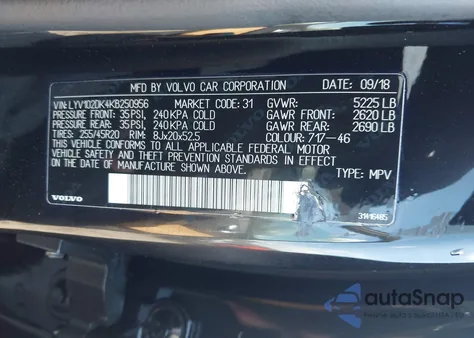 MFD BY VOLVO CAR CORPORATION DATE: 09/18
VIN: LYV102DK4KB250956 MARKET CODE: 31 GVWR: 5225 LB
PRESSURE FRONT: 35PSI, 240KPA COLD GAWR FRONT: 2620 LB
PRESSURE REAR: 35PSI, 240KPA COLD GAWR REAR: 2690 LB
TIRES: 255/45R20 RIM: 8Jx20x52.5 COLOUR: 717-46
THIS VEHICLE CONFORMS TO ALL APPLICABLE FEDERAL MOTOR
VEHICLE SAFETY AND THEFT PREVENTION STANDARDS IN EFFECT
ON THE DATE OF MANUFACTURE SHOWN ABOVE.
TYPE: MPV
VOLVO
31416485
autoSnap